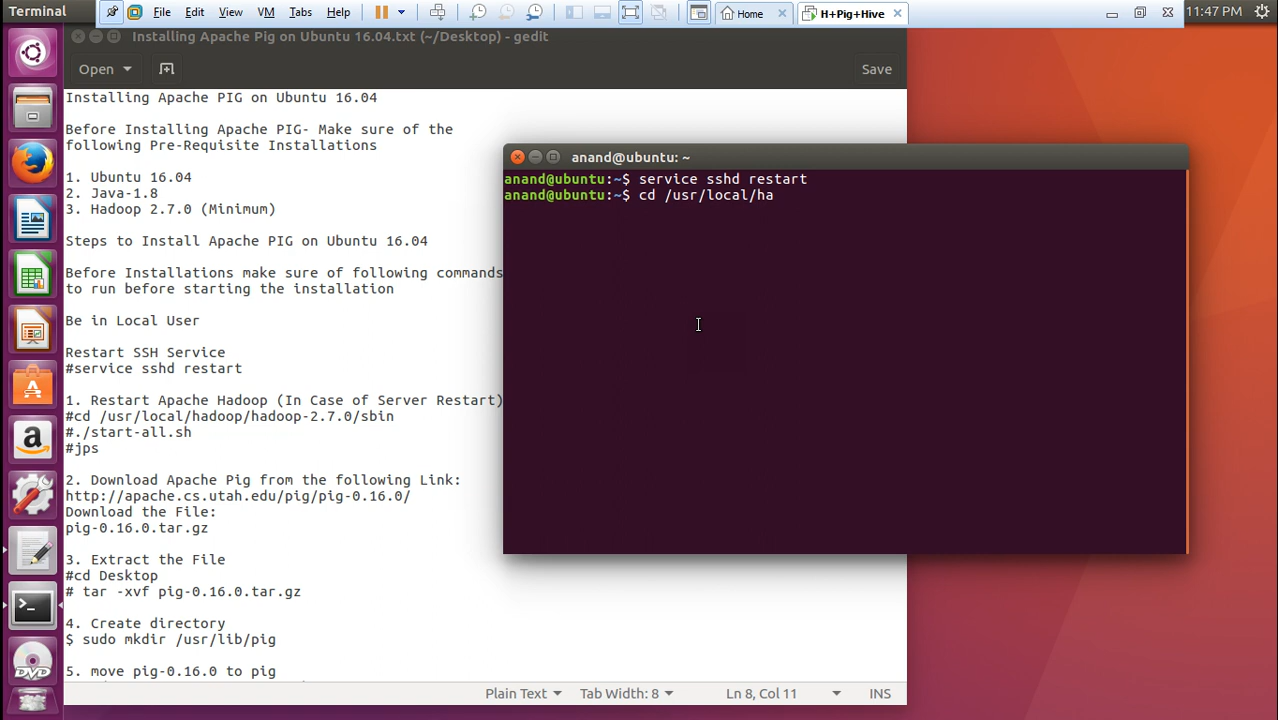 Terminal
File Edit View VM Tabs Help
Home
H+Pig+Hive
11:47 PM
Installing Apache Pig on Ubuntu 16.04.txt (~/Desktop) - gedit
Open
Save
Installing Apache PIG on Ubuntu 16.04
Before Installing Apache PIG- Make sure of the
following Pre-Requisite Installations
1. Ubuntu 16.04
2. Java-1.8
3. Hadoop 2.7.0 (Minimum)
Steps to Install Apache PIG on Ubuntu 16.04
Before Installations make sure of following commands
to run before starting the installation
Be in Local User
Restart SSH Service
#service sshd restart
1. Restart Apache Hadoop (In Case of Server Restart)
#cd /usr/local/hadoop/hadoop-2.7.0/sbin
#./start-all.sh
#jps
2. Download Apache Pig from the following Link:
http://apache.cs.utah.edu/pig/pig-0.16.0/
Download the File:
pig-0.16.0.tar.gz
3. Extract the File
#cd Desktop
# tar -xvf pig-0.16.0.tar.gz
4. Create directory
$ sudo mkdir /usr/lib/pig
5. move pig-0.16.0 to pig
Plain Text
Tab Width: 8
Ln 8, Col 11
INS
anand@ubuntu: ~
anand@ubuntu:~$ service sshd restart
anand@ubuntu:~$ cd /usr/local/ha
DVD